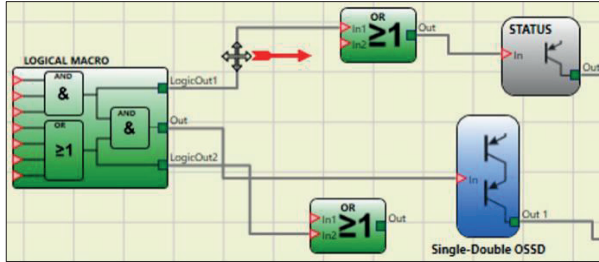 OR
In1
In2
≥1
Out
STATUS
In
Out
LOGICAL MACRO
AND
&
OR
≥1
AND
&
LogicOut1
Out
LogicOut2
In
Out 1
OR
In1
In2
≥1
Out
Single-Double OSSD